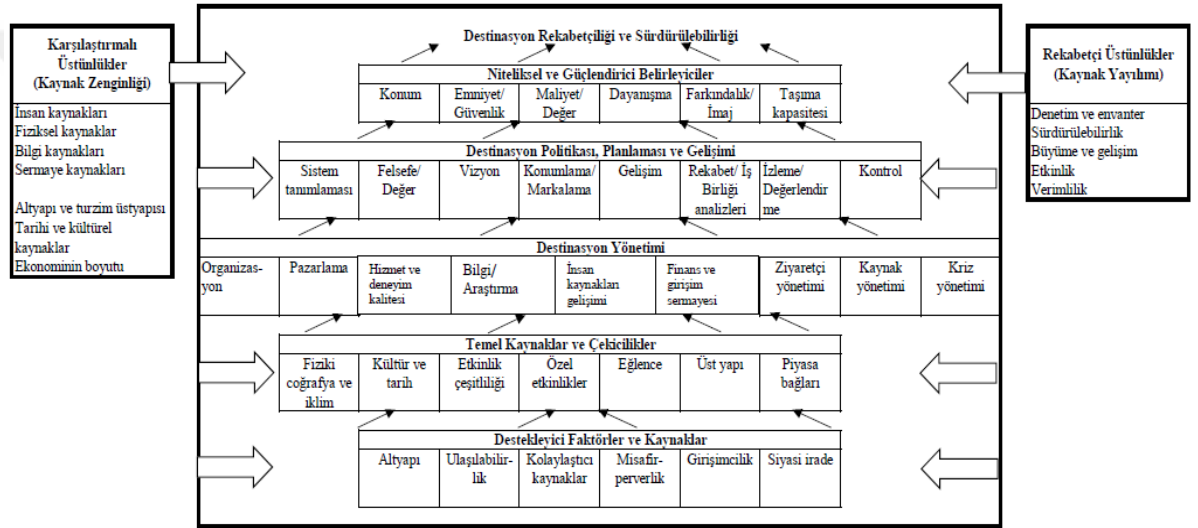 Karşılaştırmalı
Üstünlükler
(Kaynak Zenginliği)
İnsan kaynakları
Fiziksel kaynaklar
Bilgi kaynakları
Sermaye kaynakları
Altyapı ve turzim üstyapısı
Tarihi ve kültürel
kaynaklar
Ekonominin boyutu
Destinasyon Rekabetçiliği ve Sürdürülebilirliği
Niteliksel ve Güçlendirici Belirleyiciler
Konum
Emniyet/
Güvenlik
Maliyet/
Değer
Dayanışma
Farkındalık/
İmaj
Taşıma
kapasitesi
Destinasyon Politikası, Planlaması ve Gelişimi
Sistem
tanımlaması
Felsefe/
Değer
Vizyon
Konumlama/
Markalama
Gelişim
Rekabet/ İş
Birliği
analizleri
İzleme/
Değerlendir
me
Kontrol
Destinasyon Yönetimi
Organizas-
yon
Pazarlama
Hizmet ve
deneyim
kalitesi
Bilgi/
Araştırma
İnsan
kaynakları
gelişimi
Finans ve
girişim
sermayesi
Ziyaretçi
yönetimi
Kaynak
yönetimi
Kriz
yönetimi
Temel Kaynaklar ve Çekicilikler
Fiziki
coğrafya ve
iklim
Kültür ve
tarih
Etkinlik
çeşitliliği
Özel
etkinlikler
Eğlence
Üst yapı
Piyasa
bağları
Destekleyici Faktörler ve Kaynaklar
Altyapı
Ulaşılabilir-
lik
Kolaylaştıcı
kaynaklar
Misafir-
perverlik
Girişimcilik
Siyasi irade
Rekabetçi Üstünlükler
(Kaynak Yayılımı)
Denetim ve envanter
Sürdürülebilirlik
Büyüme ve gelişim
Etkinlik
Verimlilik